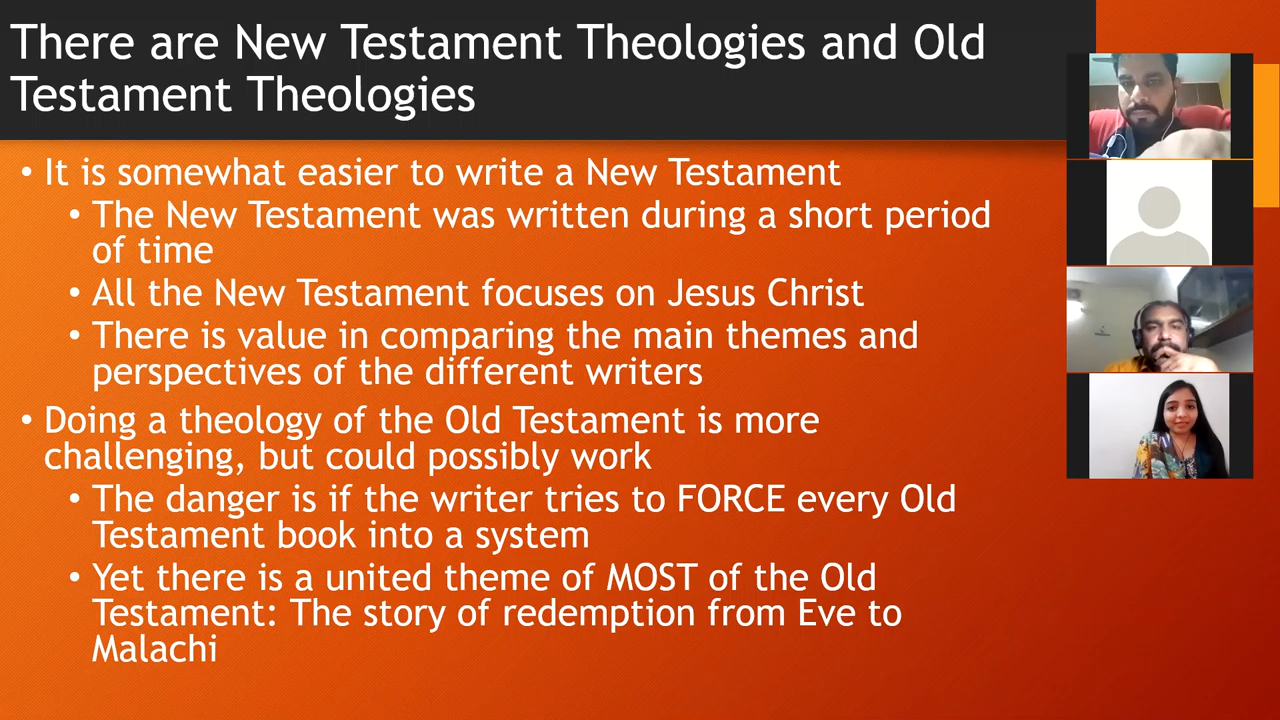 There are New Testament Theologies and Old
Testament Theologies
• It is somewhat easier to write a New Testament
• The New Testament was written during a short period
of time
• All the New Testament focuses on Jesus Christ
• There is value in comparing the main themes and
perspectives of the different writers
• Doing a theology of the Old Testament is more
challenging, but could possibly work
• The danger is if the writer tries to FORCE every Old
Testament book into a system
• Yet there is a united theme of MOST of the Old
Testament: The story of redemption from Eve to
Malachi